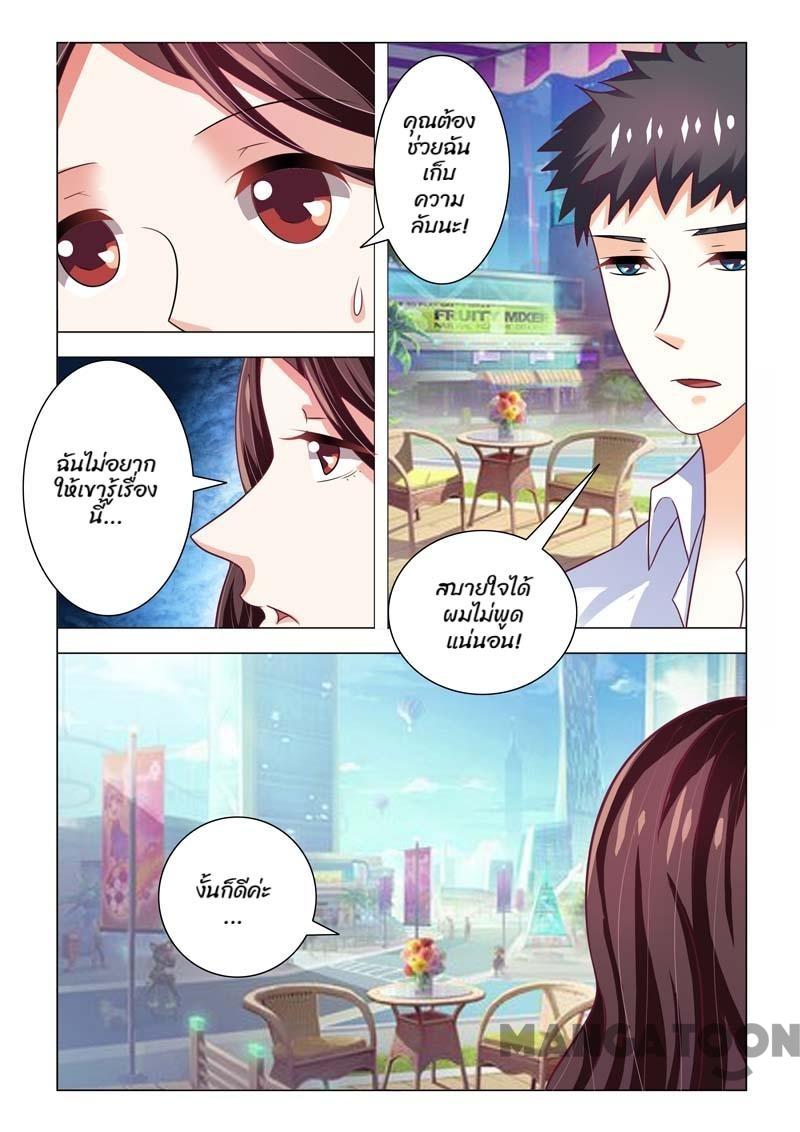 คุณต้อง
ช่วยฉัน
เก็บ
ความ
ลับนะ!
FRUITY MIXER
ฉันไม่อยาก
ให้เขารู้เรื่อง
นี้...
สบายใจได้
ผมไม่พูด
แน่นอน!
งั้นก็ดีค่ะ
...
MANGATOON